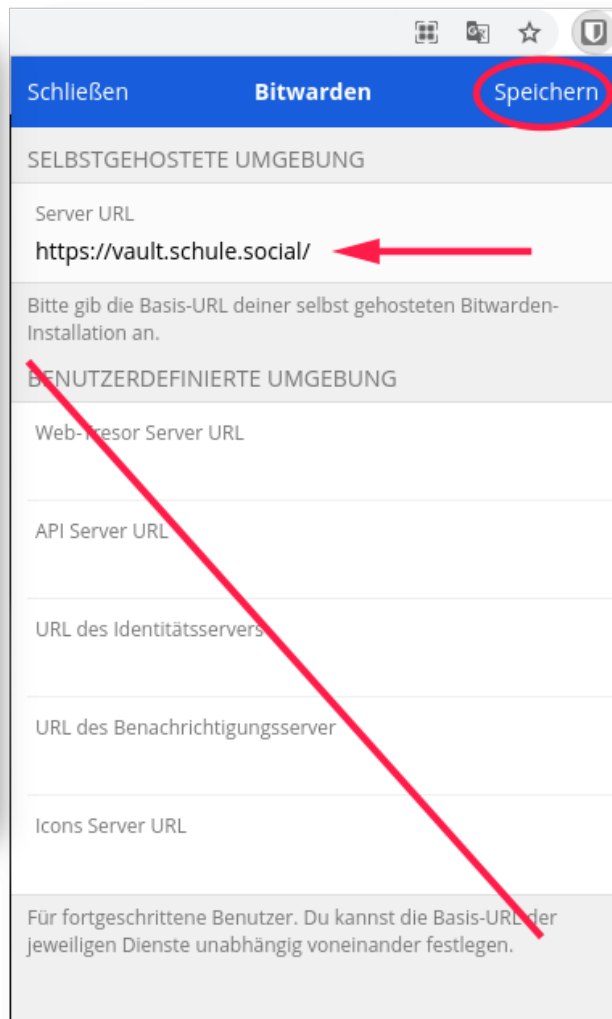 Schließen Bitwarden Speichern
SELBSTGEHOSTETE UMGEBUNG
Server URL
https://vault.schule.social/
Bitte gib die Basis-URL deiner selbst gehosteten Bitwarden-
Installation an.
BENUTZERDEFINIERTE UMGEBUNG
Web-Tresor Server URL
API Server URL
URL des Identitätsservers
URL des Benachrichtigungsserver
Icons Server URL
Für fortgeschrittene Benutzer. Du kannst die Basis-URL der
jeweiligen Dienste unabhängig voneinander festlegen.